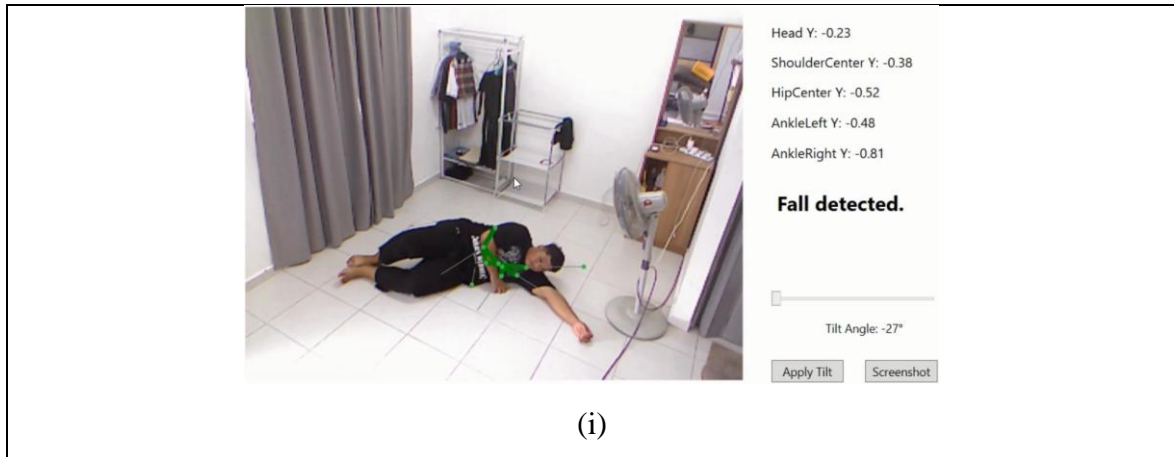 Head Y: -0.23
ShoulderCenter Y: -0.38
HipCenter Y: -0.52
AnkleLeft Y: -0.48
AnkleRight Y: -0.81
Fall detected.
Tilt Angle: -27°
Apply Tilt Screenshot
(i)